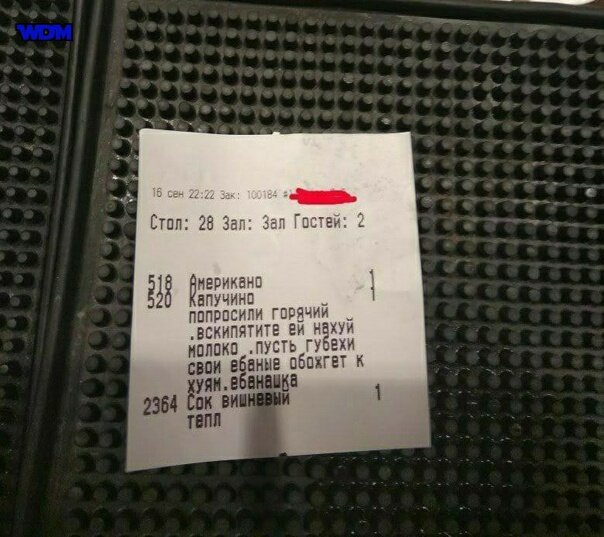 WDM
16 сен 22:22 Зак: 100184
Стол: 28 Зал: Зал Гостей: 2
518 Американо 1
520 Капучино 1
попросили горячий
.вскипятите ей нахуй
молоко .пусть губехи
свои ебаные обожгет к
хуям.ебанашка
2364 Сок вишневый 1
тепл